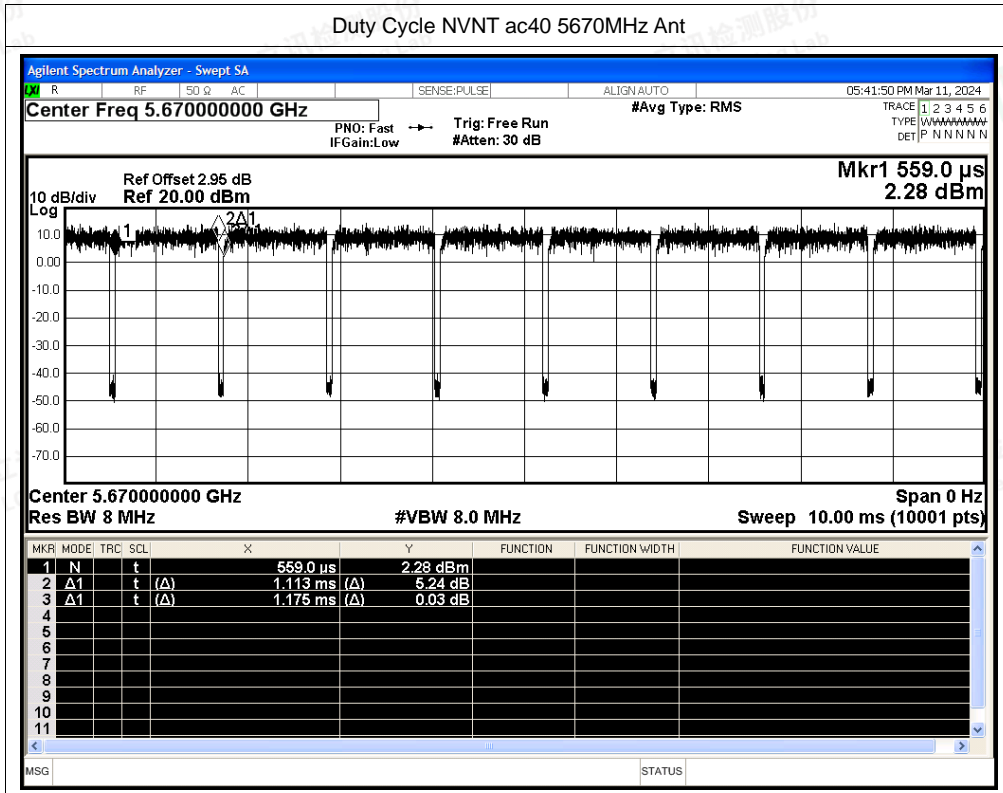 Duty Cycle NVNT ac40 5670MHz Ant
Agilent Spectrum Analyzer - Swept SA
LXI R RF 50 Ω AC SENSE:PULSE ALIGN AUTO 05:41:50 PM Mar 11, 2024
Center Freq 5.670000000 GHz #Avg Type: RMS TRACE 1 2 3 4 5 6
PNO: Fast Trig: Free Run TYPE WWWWWW
IFGain:Low #Atten: 30 dB DET P N N N N N
Mkr1 559.0 µs
Ref Offset 2.95 dB
10 dB/div Ref 20.00 dBm 2.28 dBm
Log
1 2Δ1
10.0
0.00
-10.0
-20.0
-30.0
-40.0
-50.0
-60.0
-70.0
Center 5.670000000 GHz Span 0 Hz
Res BW 8 MHz #VBW 8.0 MHz Sweep 10.00 ms (10001 pts)
MKR MODE TRC SCL X Y FUNCTION FUNCTION WIDTH FUNCTION VALUE
1 N t 559.0 µs 2.28 dBm
2 Δ1 t (Δ) 1.113 ms (Δ) 5.24 dB
3 Δ1 t (Δ) 1.175 ms (Δ) 0.03 dB
4
5
6
7
8
9
10
11
MSG STATUS